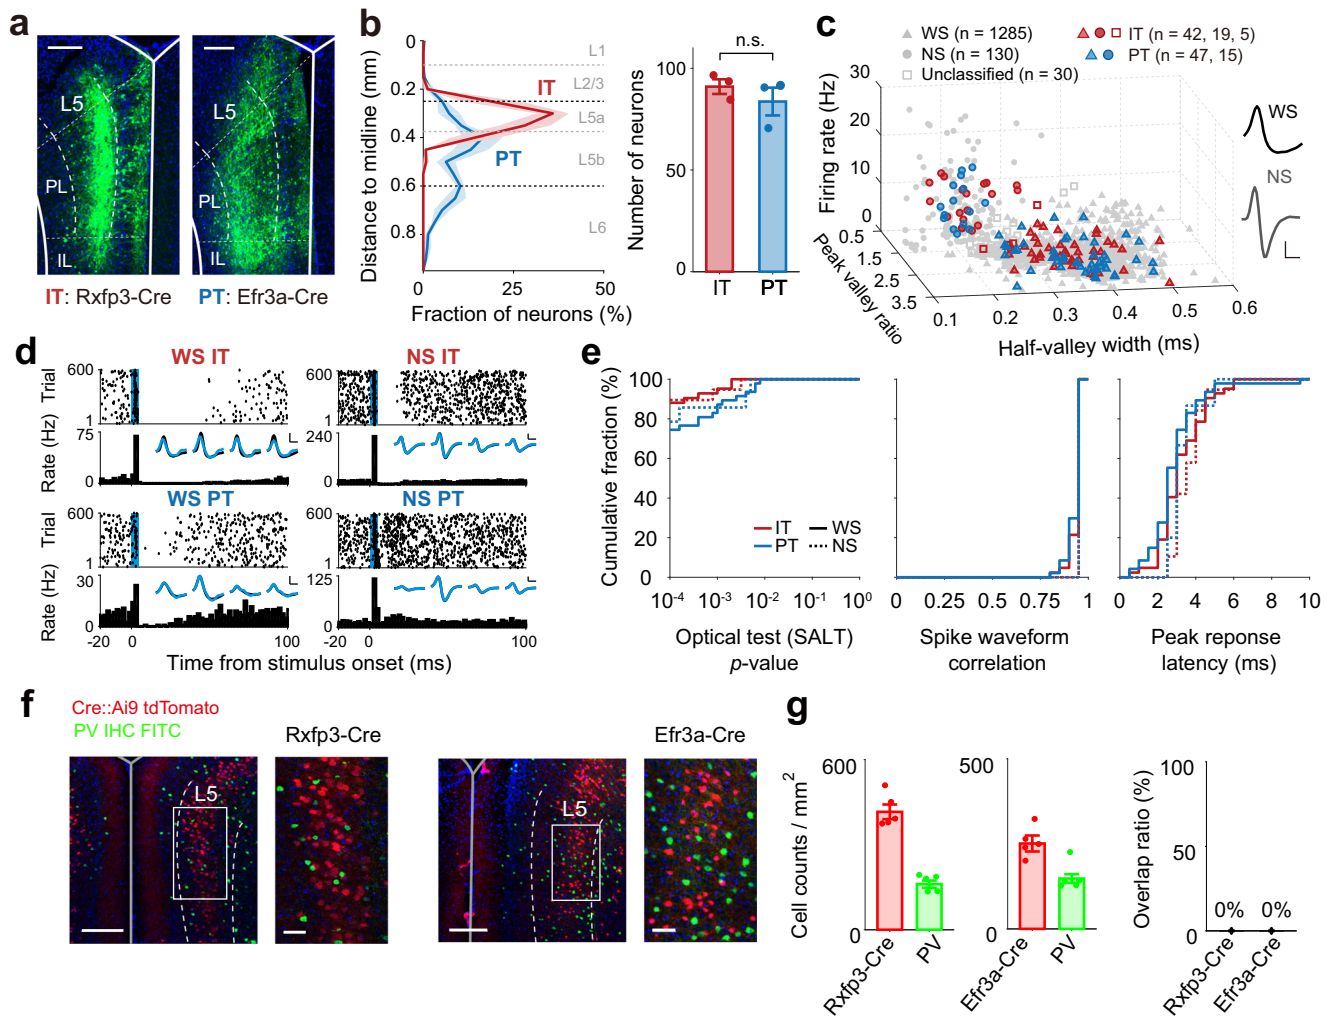 a
L5
PL
IL
IT: Rxfp3-Cre
L5
PL
IL
PT: Efr3a-Cre
b
Distance to midline (mm)
0
0.2
0.4
0.6
0.8
L1
L2/3
L5a
L5b
L6
IT
PT
0
25
50
Fraction of neurons (%)
n.s.
Number of neurons
100
50
0
IT
PT
c
WS (n = 1285)
NS (n = 130)
Unclassified (n = 30)
IT (n = 42, 19, 5)
PT (n = 47, 15)
Firing rate (Hz)
30
20
10
0
0.5
1.5
2.5
3.5
Peak valley ratio
0.1
0.2
0.3
0.4
0.5
0.6
Half-valley width (ms)
WS
NS
d
WS IT
Trial
600
1
Rate (Hz)
75
0
NS IT
600
1
240
0
WS PT
Trial
600
1
Rate (Hz)
30
0
-20
0
100
NS PT
600
1
125
0
-20
0
100
Time from stimulus onset (ms)
e
Cumulative fraction (%)
100
80
60
40
20
0
IT
WS
PT
NS
10-4
10-3
10-2
10-1
100
Optical test (SALT)
p-value
0
0.25
0.5
0.75
1
Spike waveform
correlation
0
2
4
6
8
10
Peak reponse
latency (ms)
f
Cre::Ai9 tdTomato
PV IHC FITC
Rxfp3-Cre
Efr3a-Cre
L5
L5
g
Cell counts / mm2
600
0
Rxfp3-Cre
PV
500
0
Efr3a-Cre
PV
Overlap ratio (%)
100
50
0
0%
0%
Rxfp3-Cre
Efr3a-Cre